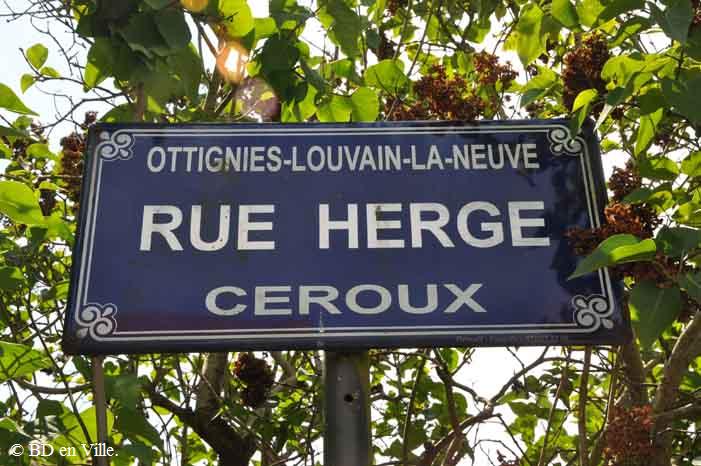 OTTIGNIES-LOUVAIN-LA-NEUVE
RUE HERGE
CEROUX
© BD en Ville.